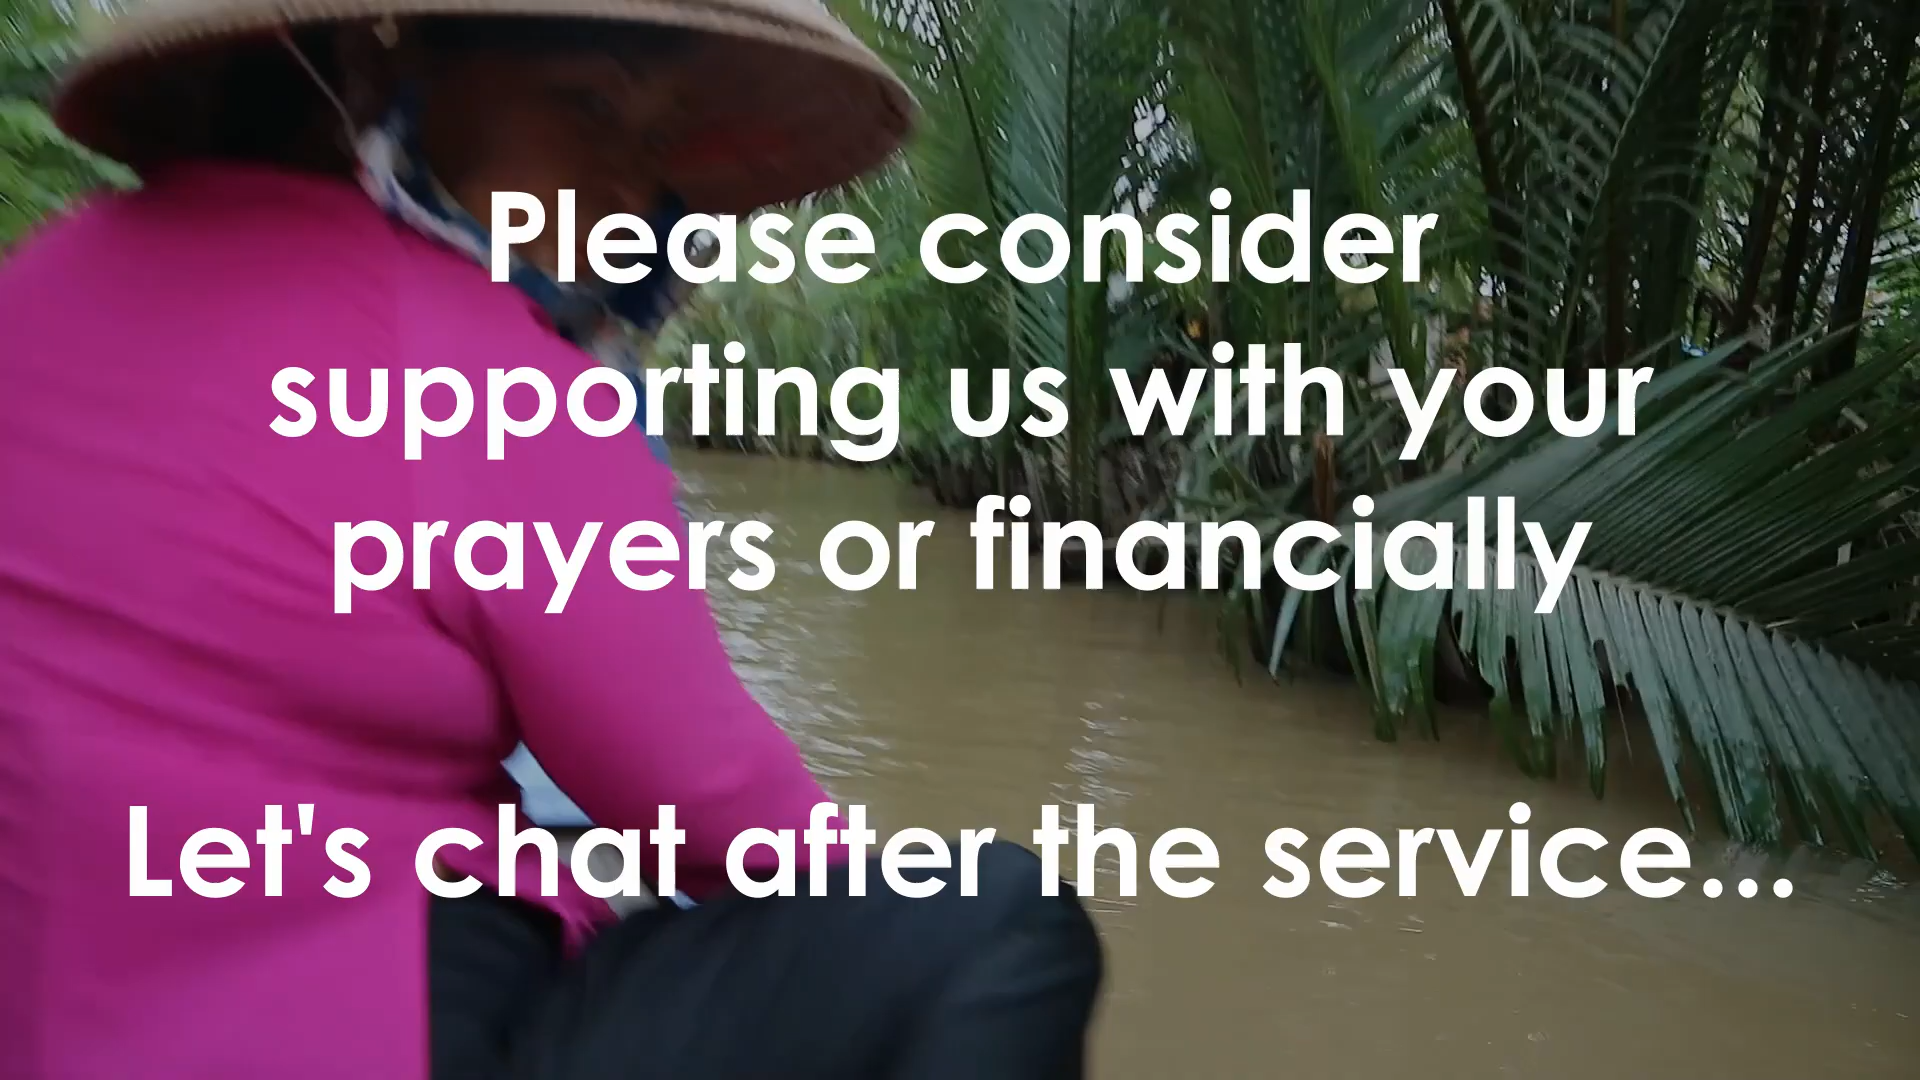 Please consider
supporting us with your
prayers or financially
Let's chat after the service...